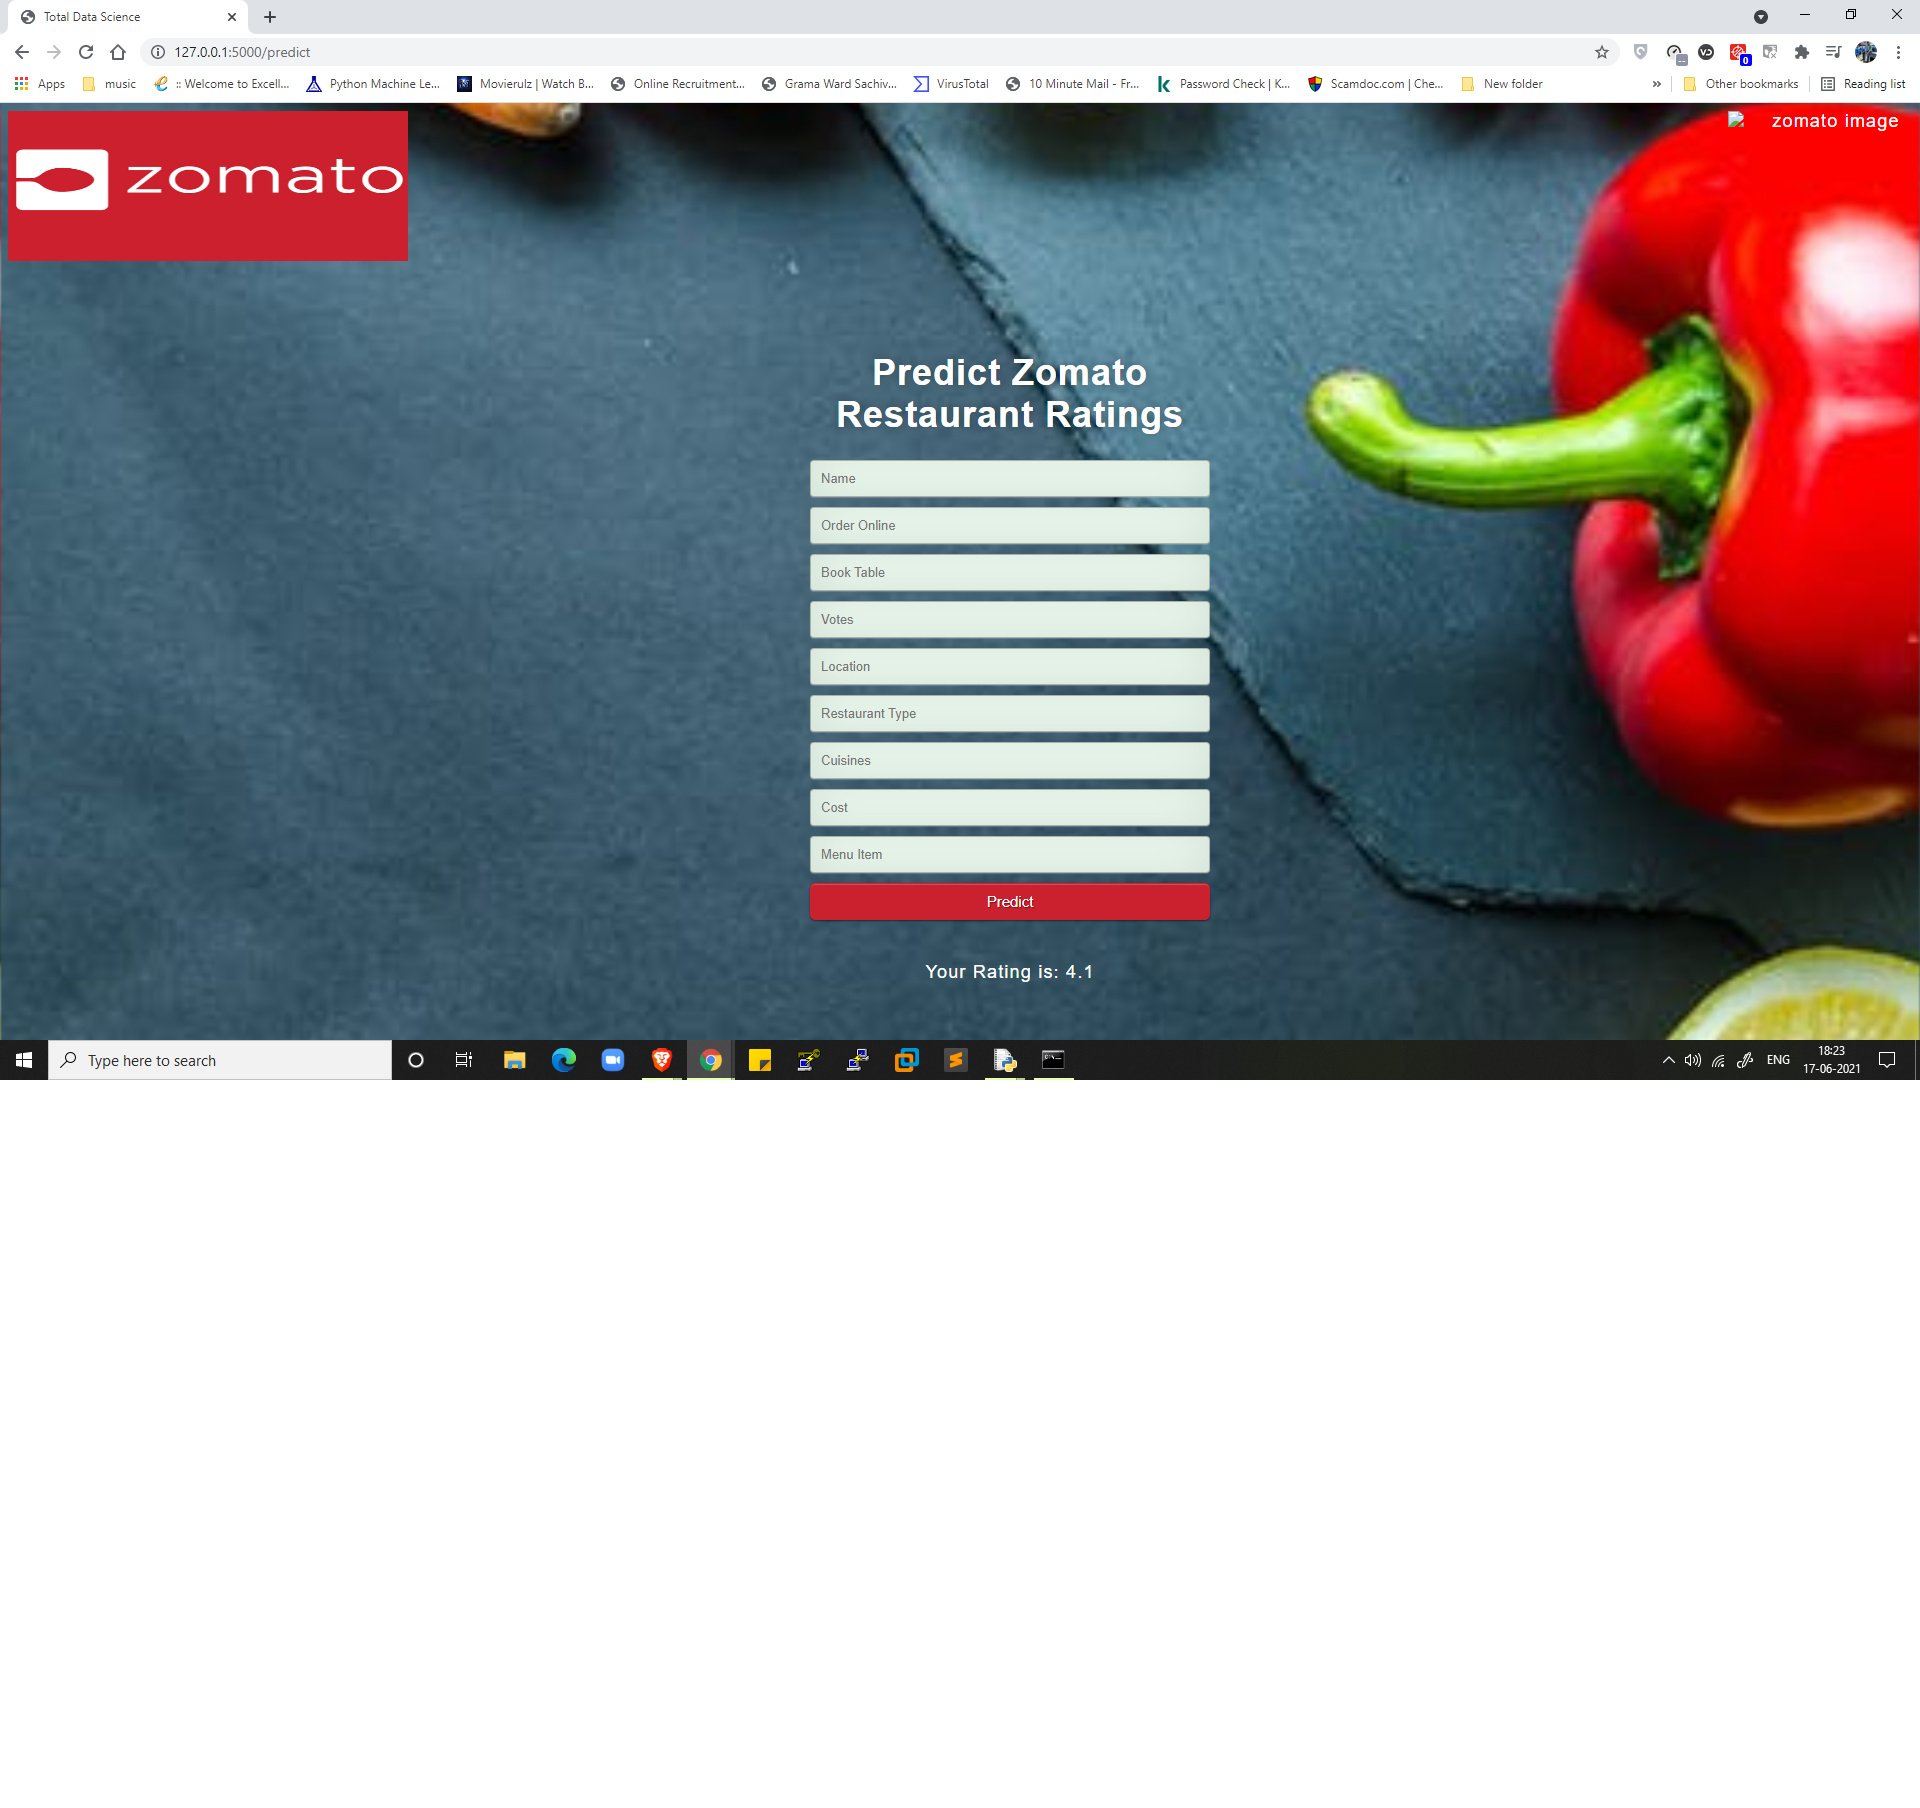 Total Data Science
127.0.0.1:5000/predict
Apps
music
:: Welcome to Excell...
Python Machine Le...
Movierulz | Watch B...
Online Recruitment...
Grama Ward Sachiv...
VirusTotal
10 Minute Mail - Fr...
Password Check | K...
Scamdoc.com | Che...
New folder
»
Other bookmarks
Reading list
zomato
zomato image
Predict Zomato
Restaurant Ratings
Name
Order Online
Book Table
Votes
Location
Restaurant Type
Cuisines
Cost
Menu Item
Predict
Your Rating is: 4.1
Type here to search
ENG
18:23
17-06-2021